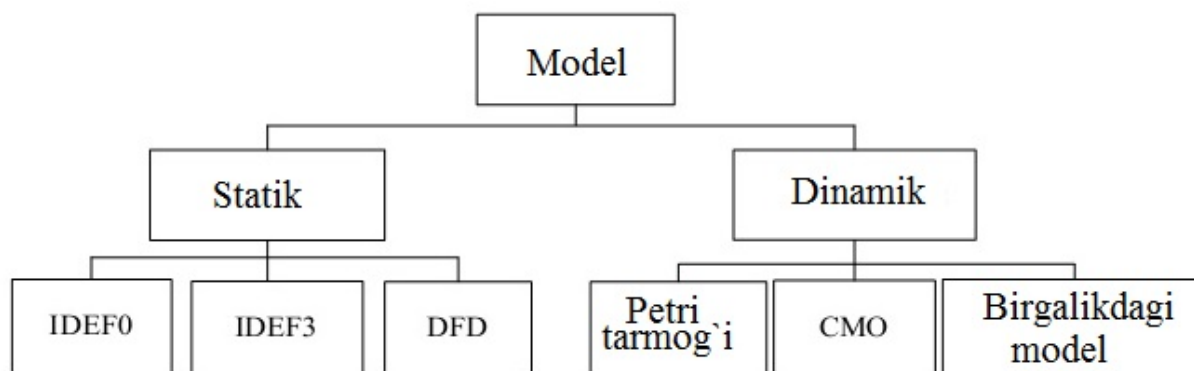 Model
Statik
Dinamik
IDEF0
IDEF3
DFD
Petri
tarmog`i
CMO
Birgalikdagi
model